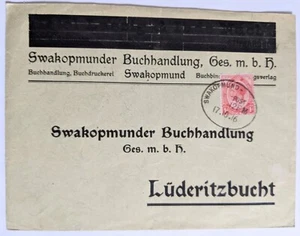 Swakopmunder Buchhandlung, Ges. m. b. H.
Buchhandlung, Buchdruckerei Swakopmund
Swakopmunder Buchhandlung
Ges. m. b. H.
Lüderitzbucht